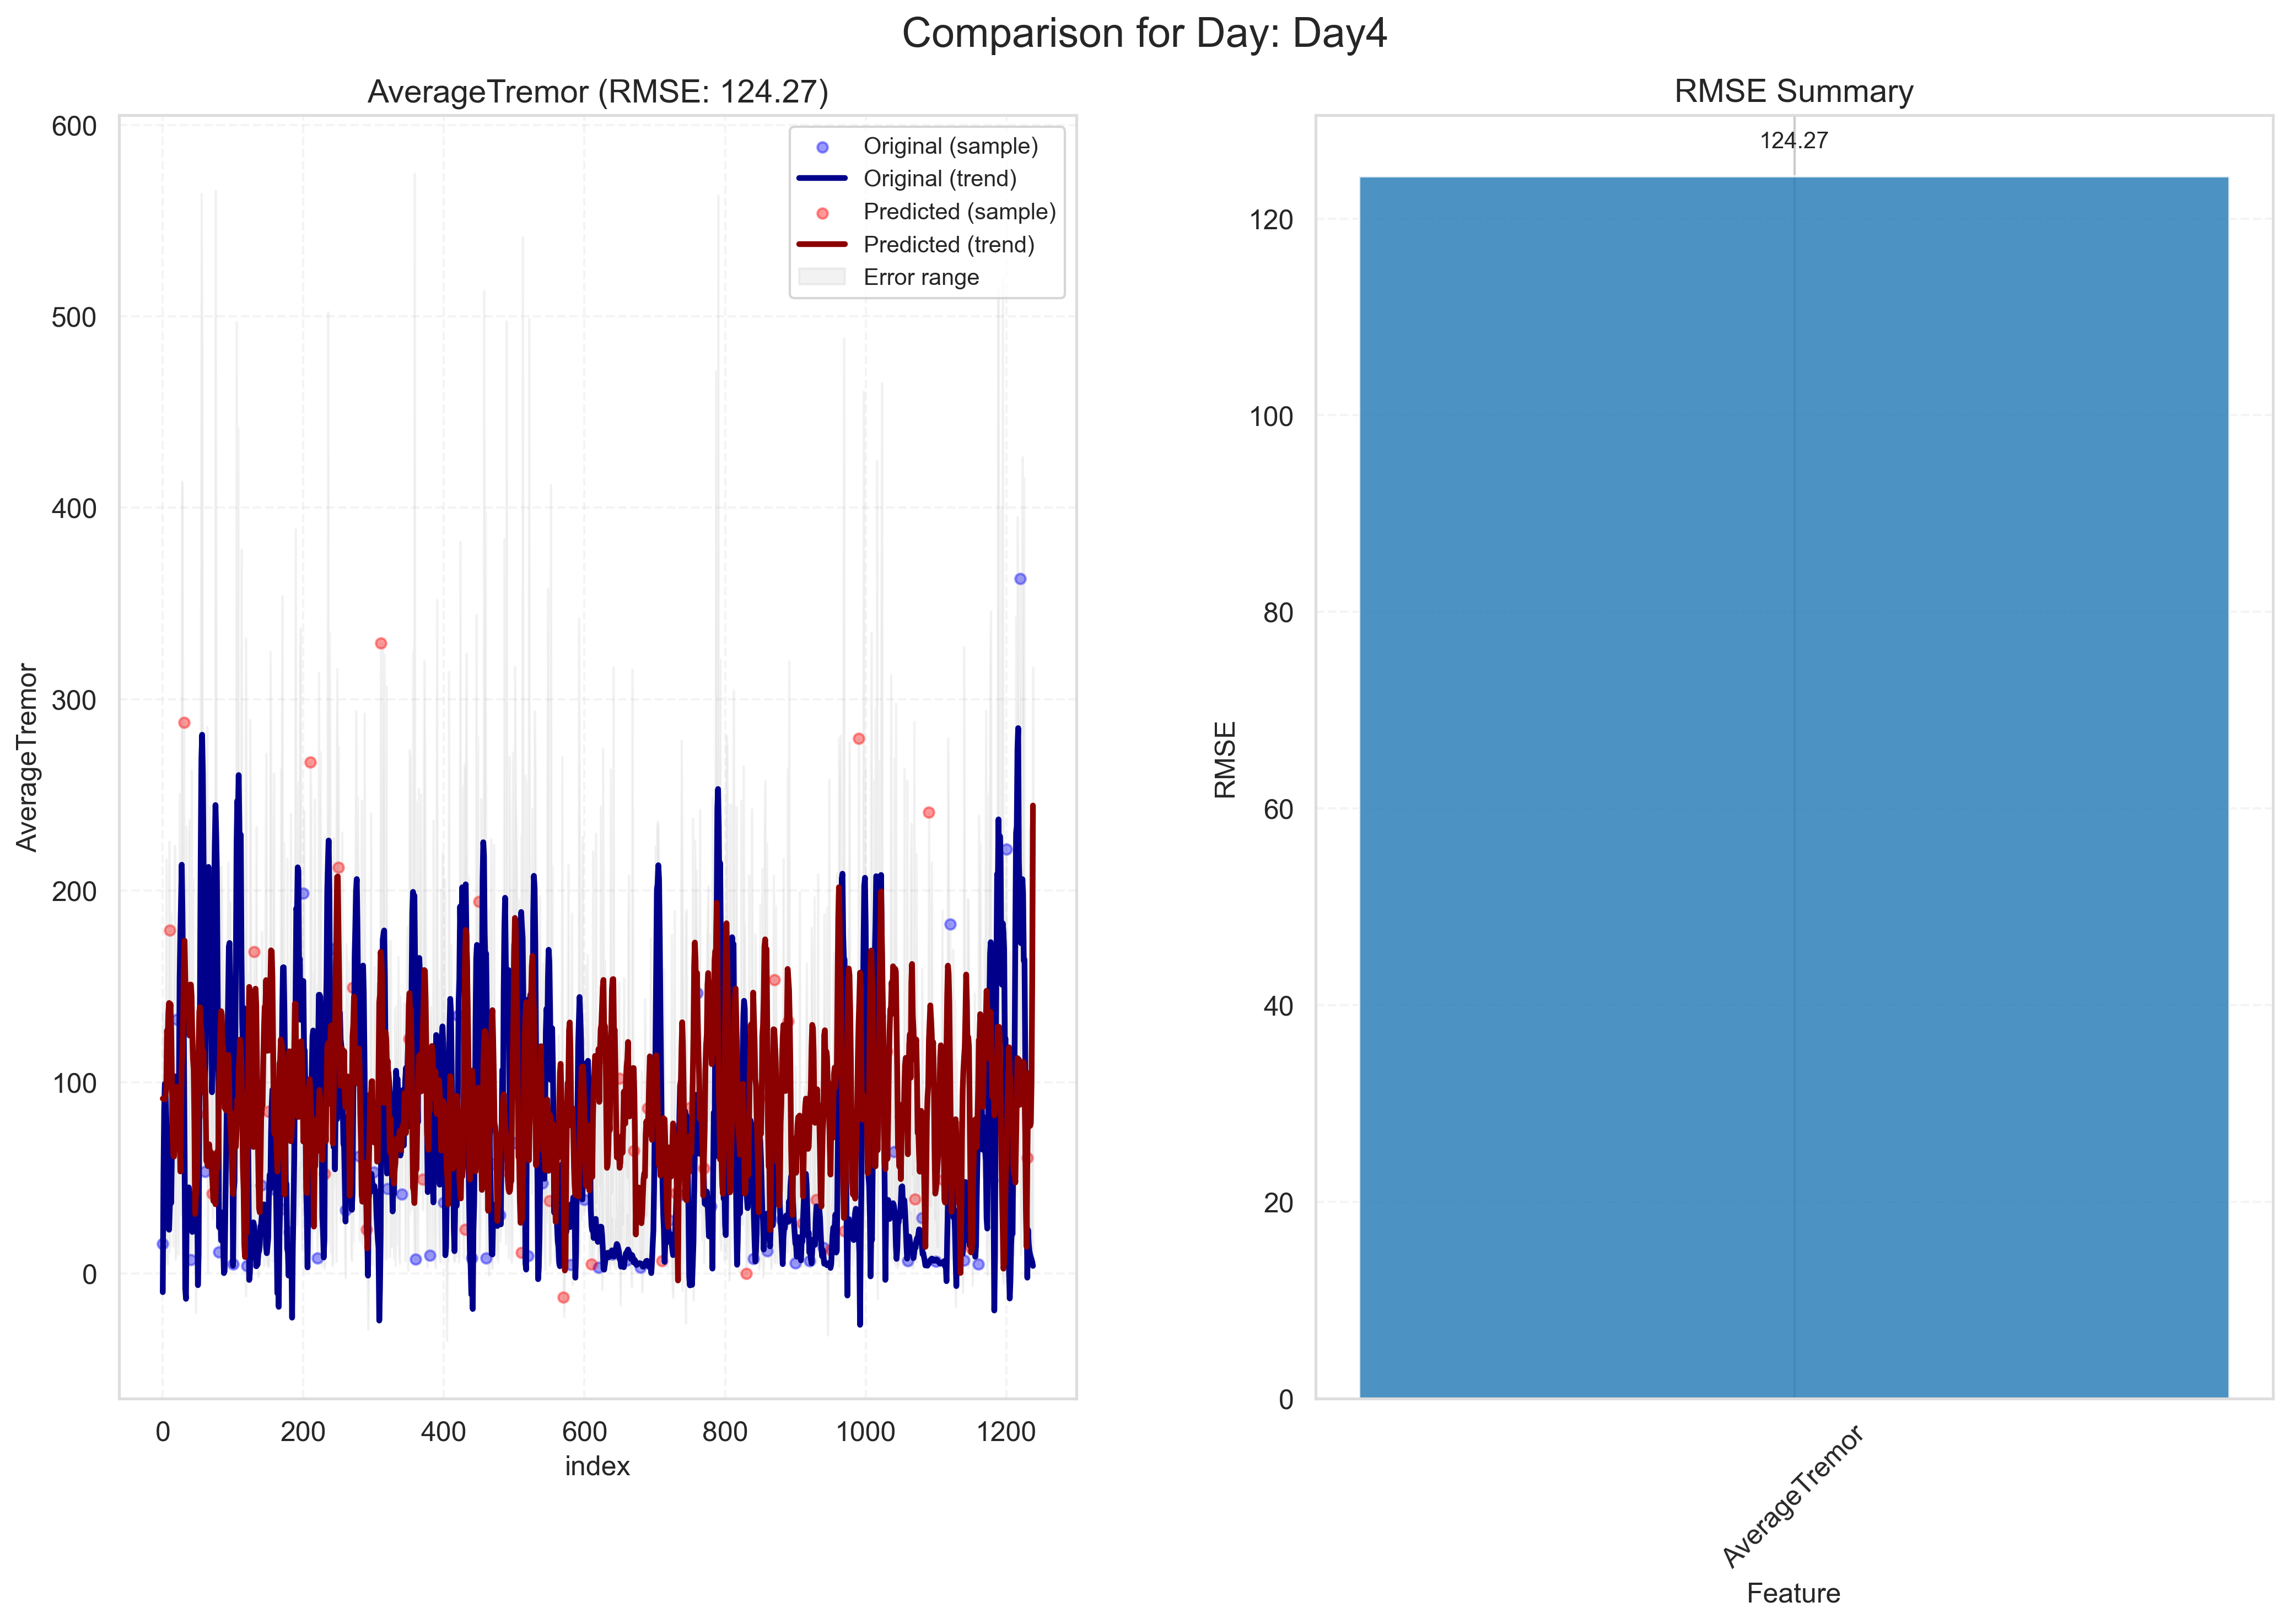 Comparison for Day: Day4
AverageTremor (RMSE: 124.27)
600
500
400
300
200
100
0
AverageTremor
0
200
400
600
800
1000
1200
index
Original (sample)
Original (trend)
Predicted (sample)
Predicted (trend)
Error range
RMSE Summary
124.27
120
100
80
60
40
20
0
RMSE
AverageTremor
Feature